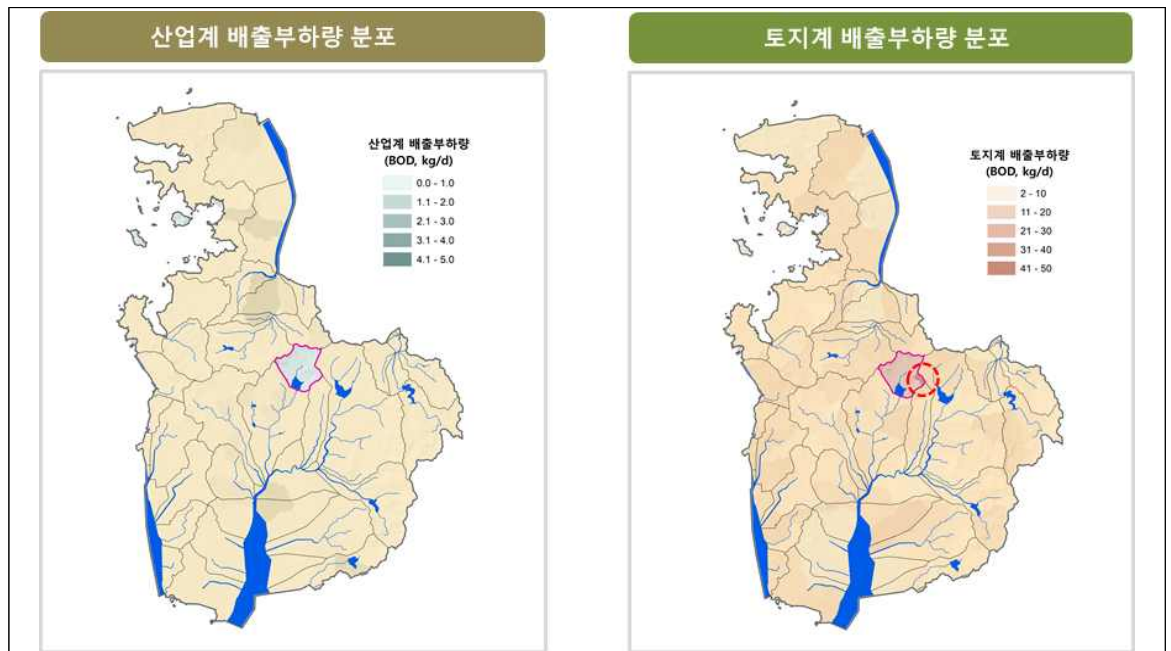 산업계 배출부하량 분포
산업계 배출부하량
(BOD, kg/d)
0.0 - 1.0
1.1 - 2.0
2.1 - 3.0
3.1 - 4.0
4.1 - 5.0
토지계 배출부하량 분포
토지계 배출부하량
(BOD, kg/d)
2 - 10
11 - 20
21 - 30
31 - 40
41 - 50